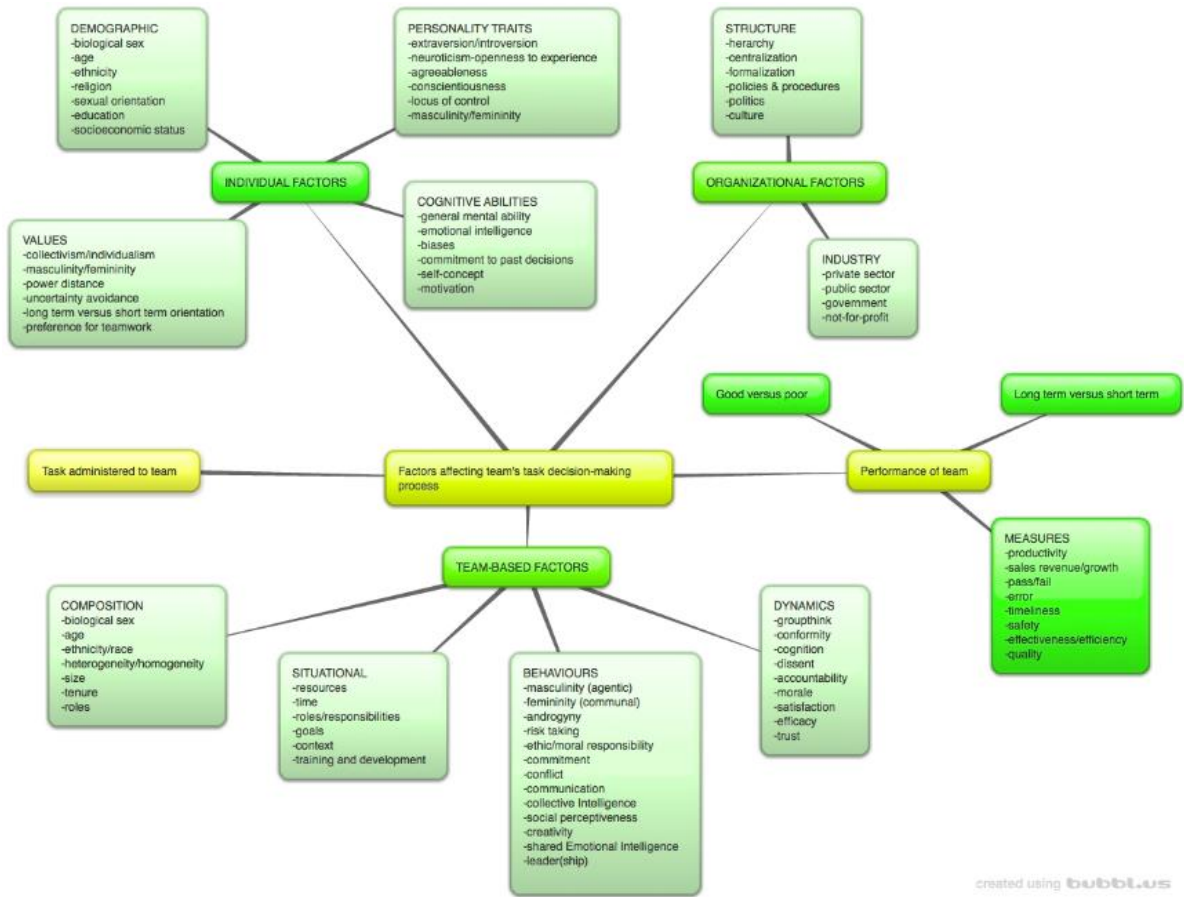 DEMOGRAPHIC
-biological sex
-age
-ethnicity
-religion
-sexual orientation
-education
-socioeconomic status
PERSONALITY TRAITS
-extraversion/introversion
-neuroticism-openness to experience
-agreeableness
-conscientiousness
-locus of control
-masculinity/femininity
STRUCTURE
-herarchy
-centralization
-formalization
-policies & procedures
-politics
-culture
INDIVIDUAL FACTORS
ORGANIZATIONAL FACTORS
VALUES
-collectivism/individualism
-masculinity/femininity
-power distance
-uncertainty avoidance
-long term versus short term orientation
-preference for teamwork
COGNITIVE ABILITIES
-general mental ability
-emotional intelligence
-biases
-commitment to past decisions
-self-concept
-motivation
INDUSTRY
-private sector
-public sector
-government
-not-for-profit
Good versus poor
Long term versus short term
Task administered to team
Factors affecting team's task decision-making
process
Performance of team
MEASURES
-productivity
-sales revenue/growth
-pass/fail
-error
-timeliness
-safety
-effectiveness/efficiency
-quality
TEAM-BASED FACTORS
COMPOSITION
-biological sex
-age
-ethnicity/race
-heterogeneity/homogeneity
-size
-tenure
-roles
SITUATIONAL
-resources
-time
-roles/responsibilities
-goals
-context
-training and development
BEHAVIOURS
-masculinity (agentic)
-femininity (communal)
-androgyny
-risk taking
-ethic/moral responsibility
-commitment
-conflict
-communication
-collective Intelligence
-social perceptiveness
-creativity
-shared Emotional Intelligence
-leader(ship)
DYNAMICS
-groupthink
-conformity
-cognition
-dissent
-accountability
-morale
-satisfaction
-efficacy
-trust
created using bubbl.us